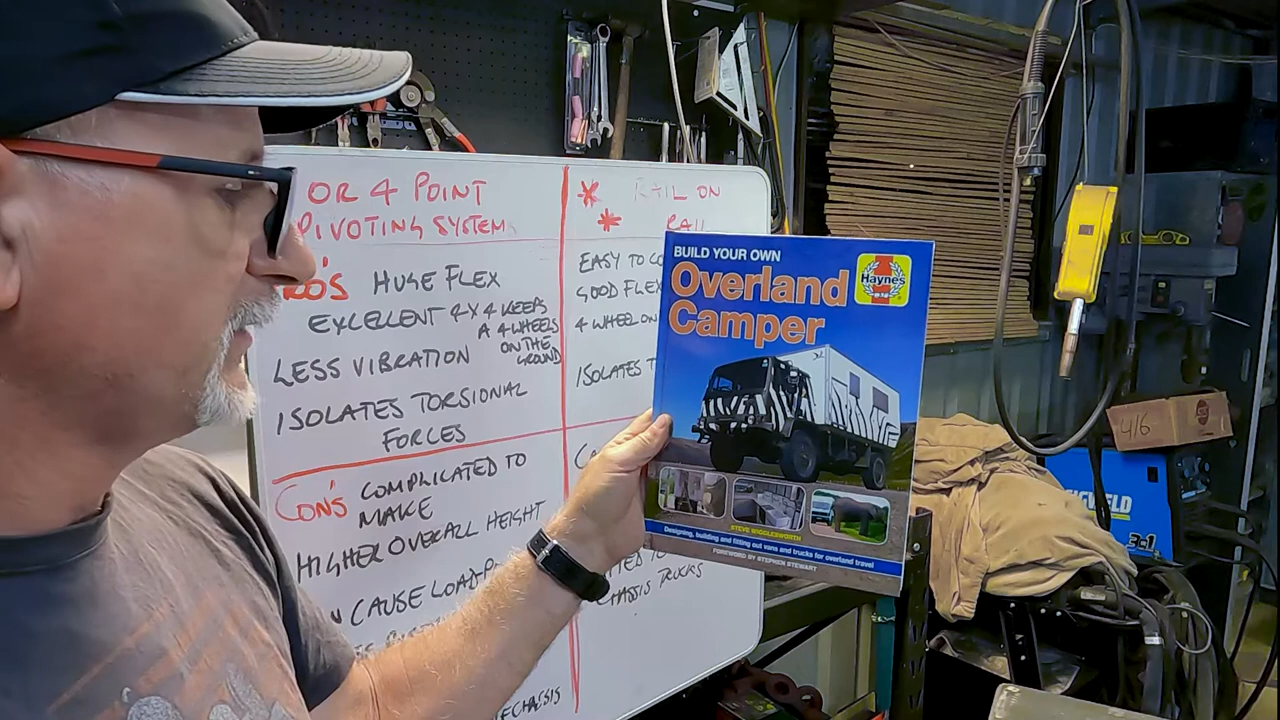 OR 4 POINT
PIVOTING SYSTEM
HUGE FLEX
EXCELLENT 4X4 KEEPS
A 4 WHEELS
ON THE
GROUND
LESS VIBRATION
ISOLATES TORSIONAL
FORCES
CON'S COMPLICATED TO
MAKE
HIGHER OVERALL HEIGHT
CAUSE LOAD
* RAIL ON
* RAIL
EASY TO
GOOD FLEX
4 WHEEL ON
ISOLATES
CHASSIS TRUCKS
BUILD YOUR OWN
Overland
Camper
Haynes
STEVE WIGGLESWORTH
Designing, building and fitting out vans and trucks for overland travel
FOREWORD BY STEPHEN STEWART
416
WELD
3in1